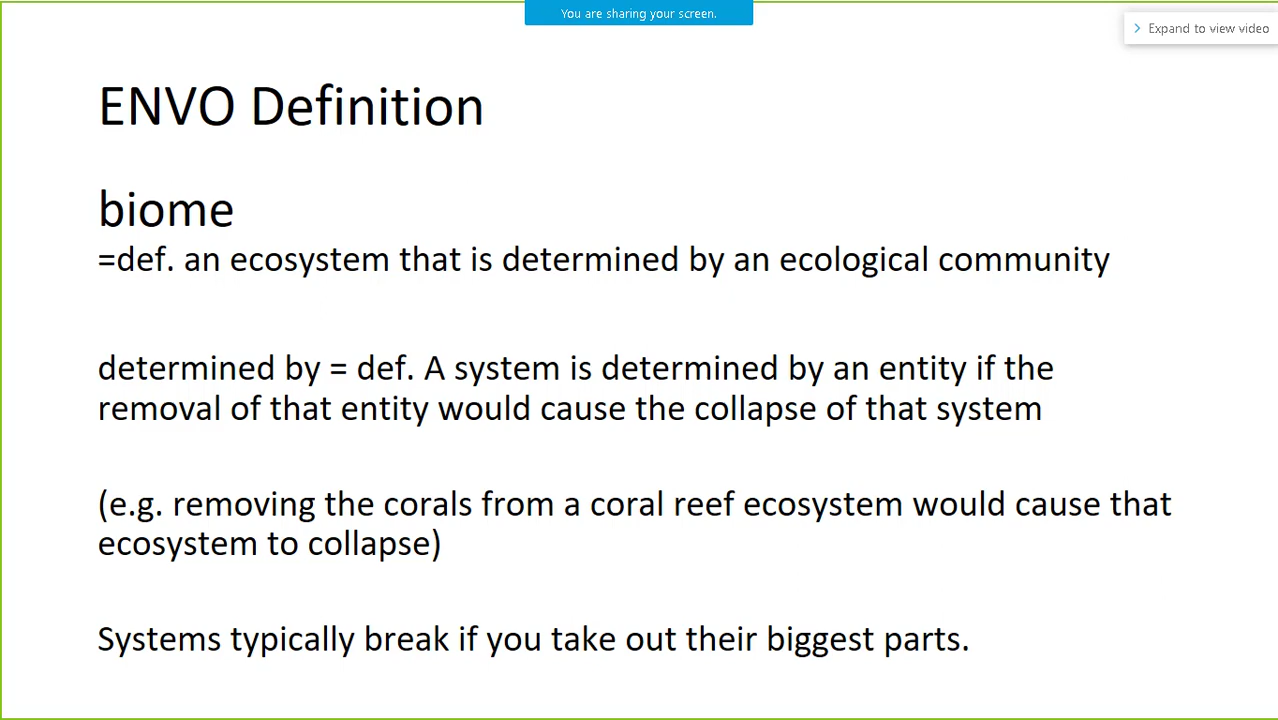 You are sharing your screen.
Expand to view video
ENVO Definition
biome
=def. an ecosystem that is determined by an ecological community
determined by = def. A system is determined by an entity if the
removal of that entity would cause the collapse of that system
(e.g. removing the corals from a coral reef ecosystem would cause that
ecosystem to collapse)
Systems typically break if you take out their biggest parts.